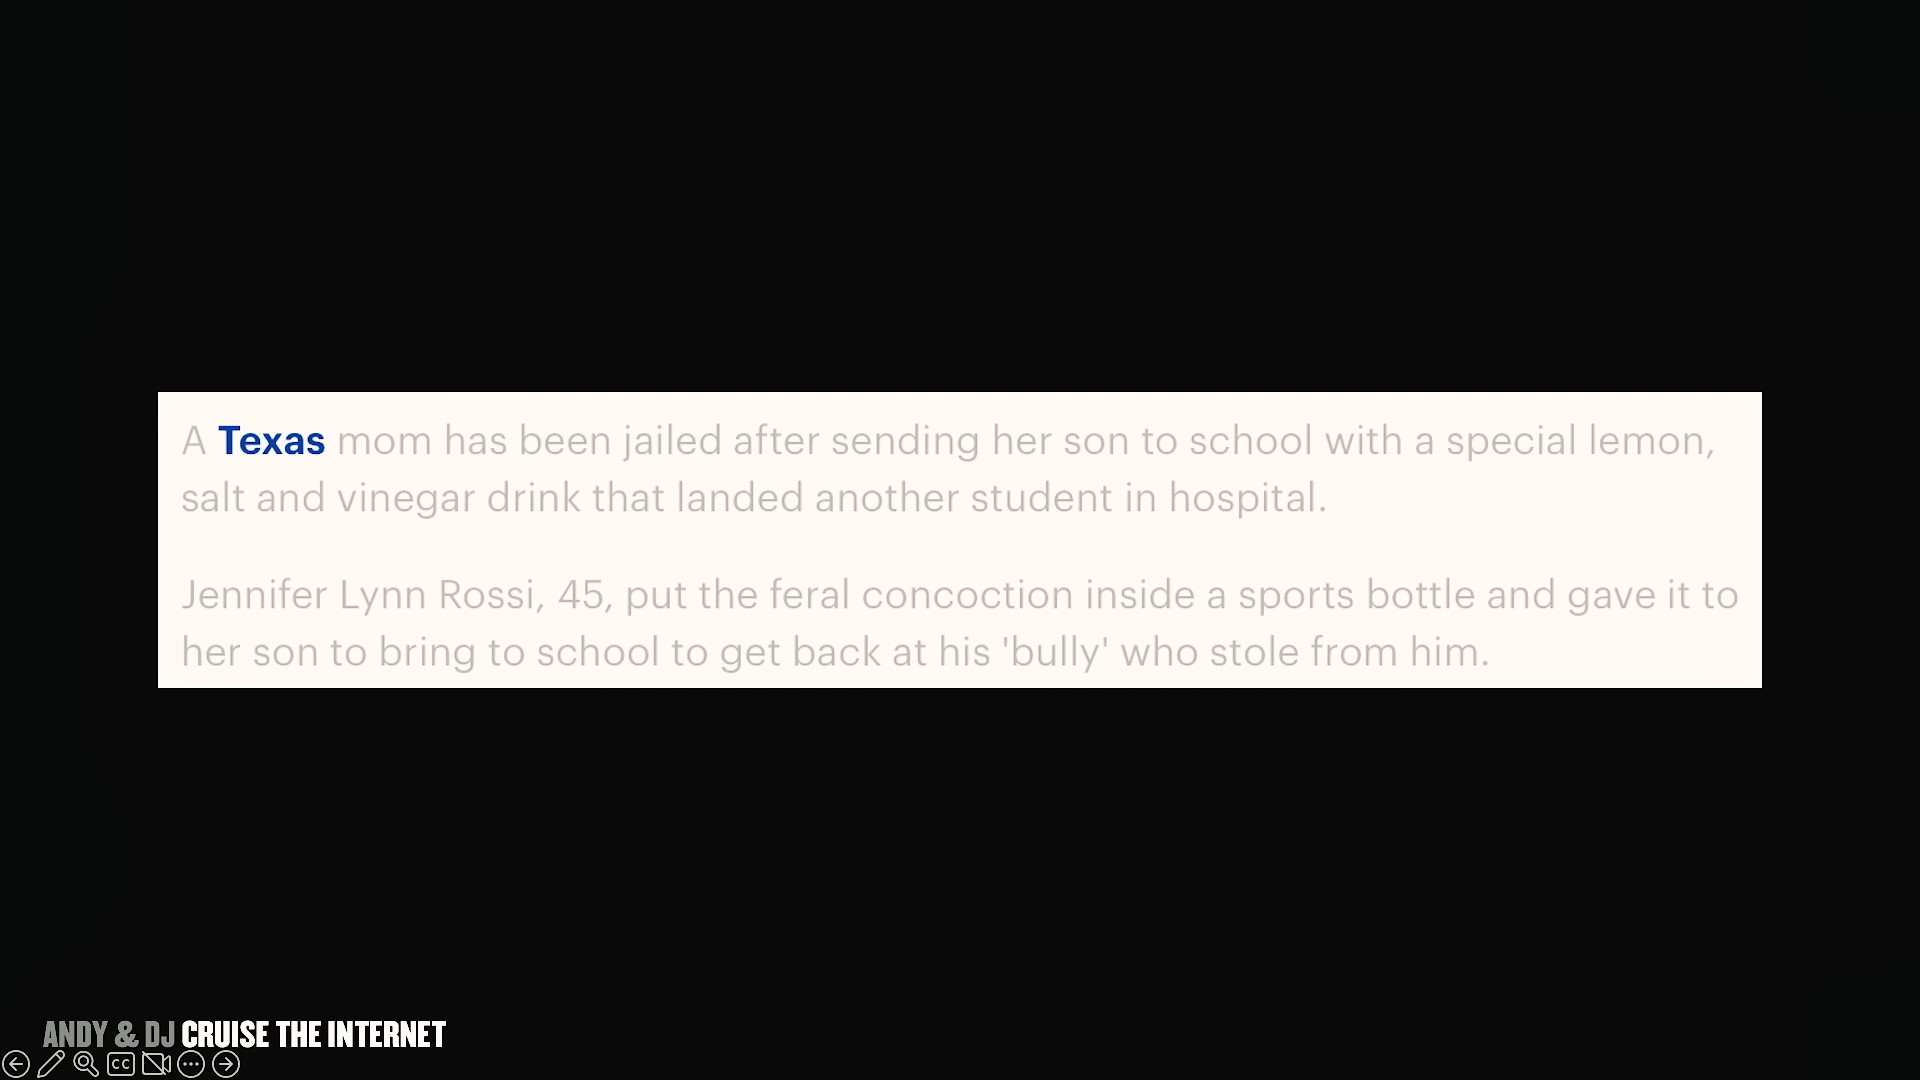 A Texas mom has been jailed after sending her son to school with a special lemon,
salt and vinegar drink that landed another student in hospital.
Jennifer Lynn Rossi, 45, put the feral concoction inside a sports bottle and gave it to
her son to bring to school to get back at his 'bully' who stole from him.
ANDY & DJ CRUISE THE INTERNET
CC